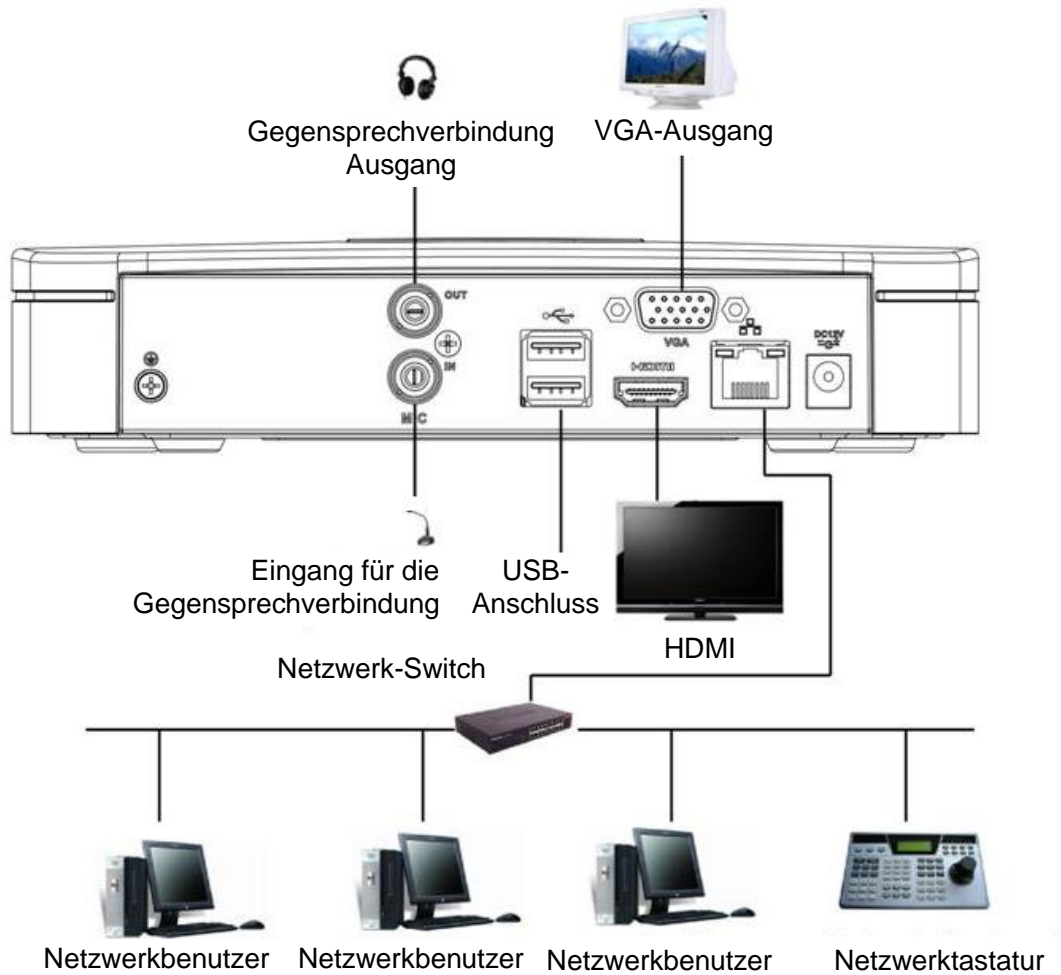 Gegensprechverbindung
Ausgang
VGA-Ausgang
OUT
IN
MIC
VGA
HDMI
DC12V
Eingang für die
Gegensprechverbindung
USB-
Anschluss
HDMI
Netzwerk-Switch
Netzwerkbenutzer
Netzwerkbenutzer
Netzwerkbenutzer
Netzwerktastatur